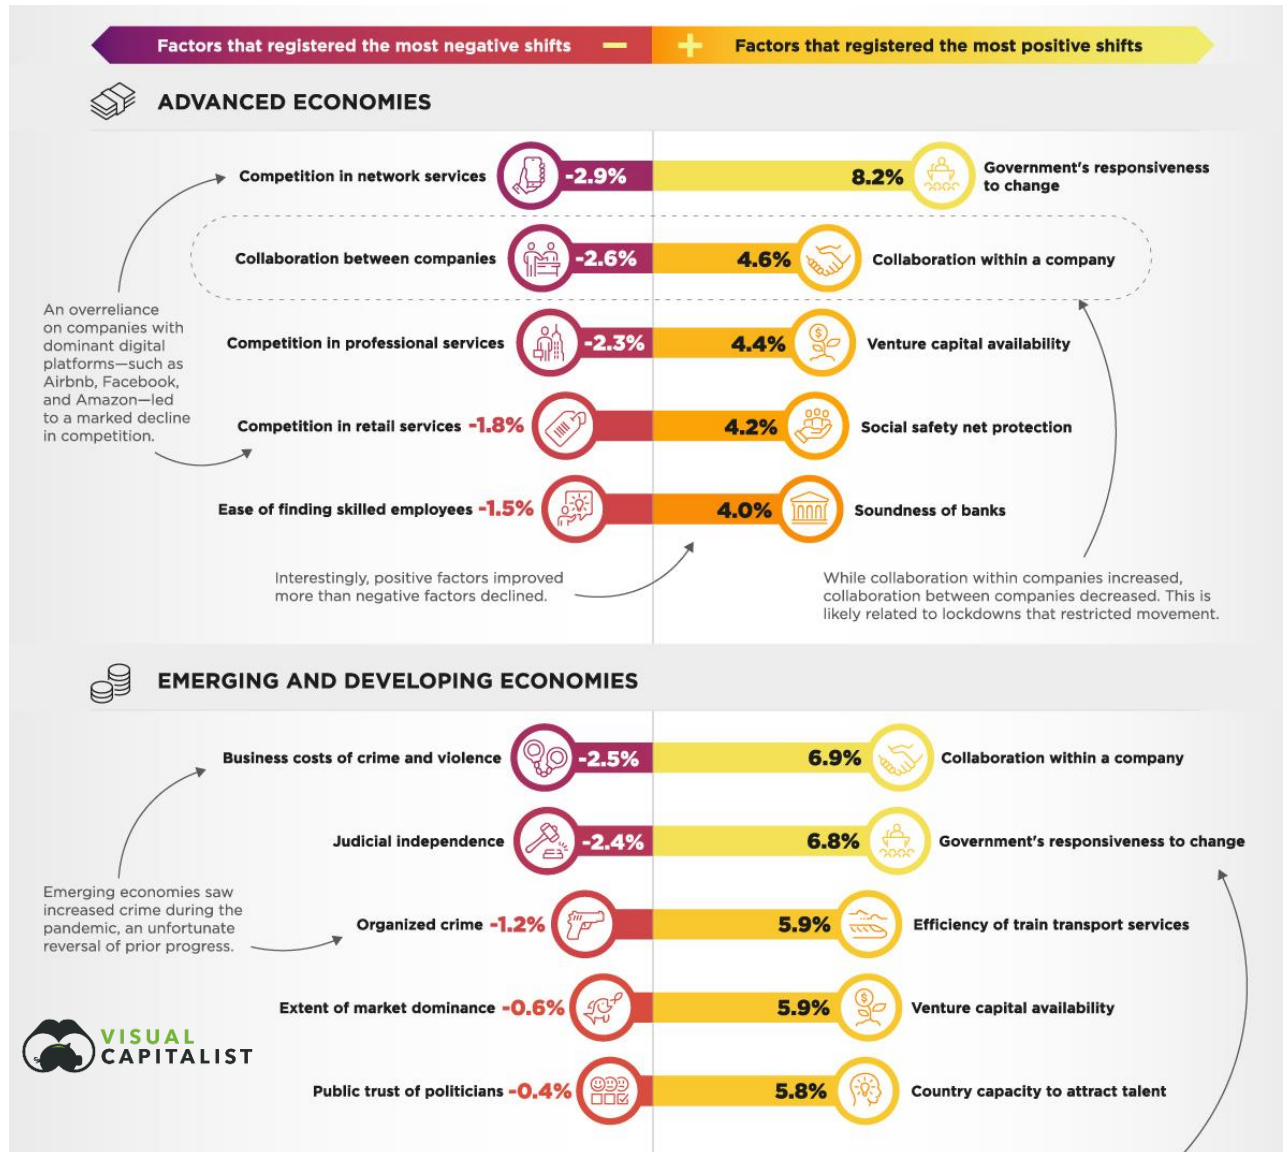 Factors that registered the most negative shifts −
+ Factors that registered the most positive shifts
ADVANCED ECONOMIES
Competition in network services -2.9%
8.2% Government's responsiveness
to change
Collaboration between companies -2.6%
4.6% Collaboration within a company
An overreliance
on companies with
dominant digital
platforms—such as
Airbnb, Facebook,
and Amazon—led
to a marked decline
in competition.
Competition in professional services -2.3%
4.4% Venture capital availability
Competition in retail services -1.8%
4.2% Social safety net protection
Ease of finding skilled employees -1.5%
4.0% Soundness of banks
Interestingly, positive factors improved
more than negative factors declined.
While collaboration within companies increased,
collaboration between companies decreased. This is
likely related to lockdowns that restricted movement.
EMERGING AND DEVELOPING ECONOMIES
Business costs of crime and violence -2.5%
6.9% Collaboration within a company
Judicial independence -2.4%
6.8% Government's responsiveness to change
Emerging economies saw
increased crime during the
pandemic, an unfortunate
reversal of prior progress.
Organized crime -1.2%
5.9% Efficiency of train transport services
Extent of market dominance -0.6%
5.9% Venture capital availability
VISUAL
CAPITALIST
Public trust of politicians -0.4%
5.8% Country capacity to attract talent